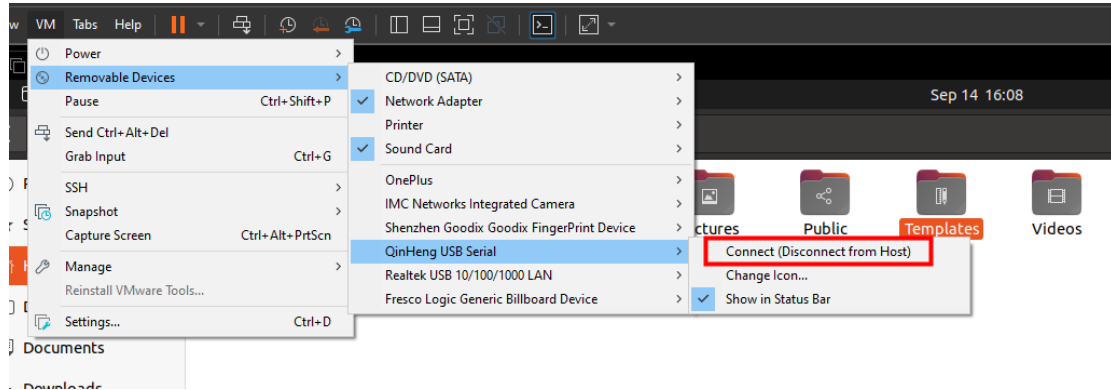 VM Tabs Help
Sep 14 16:08
Power
Removable Devices
Pause Ctrl+Shift+P
Send Ctrl+Alt+Del
Grab Input Ctrl+G
SSH
Snapshot
Capture Screen Ctrl+Alt+PrtScn
Manage
Reinstall VMware Tools...
Settings... Ctrl+D
CD/DVD (SATA)
Network Adapter
Printer
Sound Card
OnePlus
IMC Networks Integrated Camera
Shenzhen Goodix Goodix FingerPrint Device
QinHeng USB Serial
Realtek USB 10/100/1000 LAN
Fresco Logic Generic Billboard Device
Connect (Disconnect from Host)
Change Icon...
Show in Status Bar
ctures
Public
Templates
Videos
Documents
Downloads